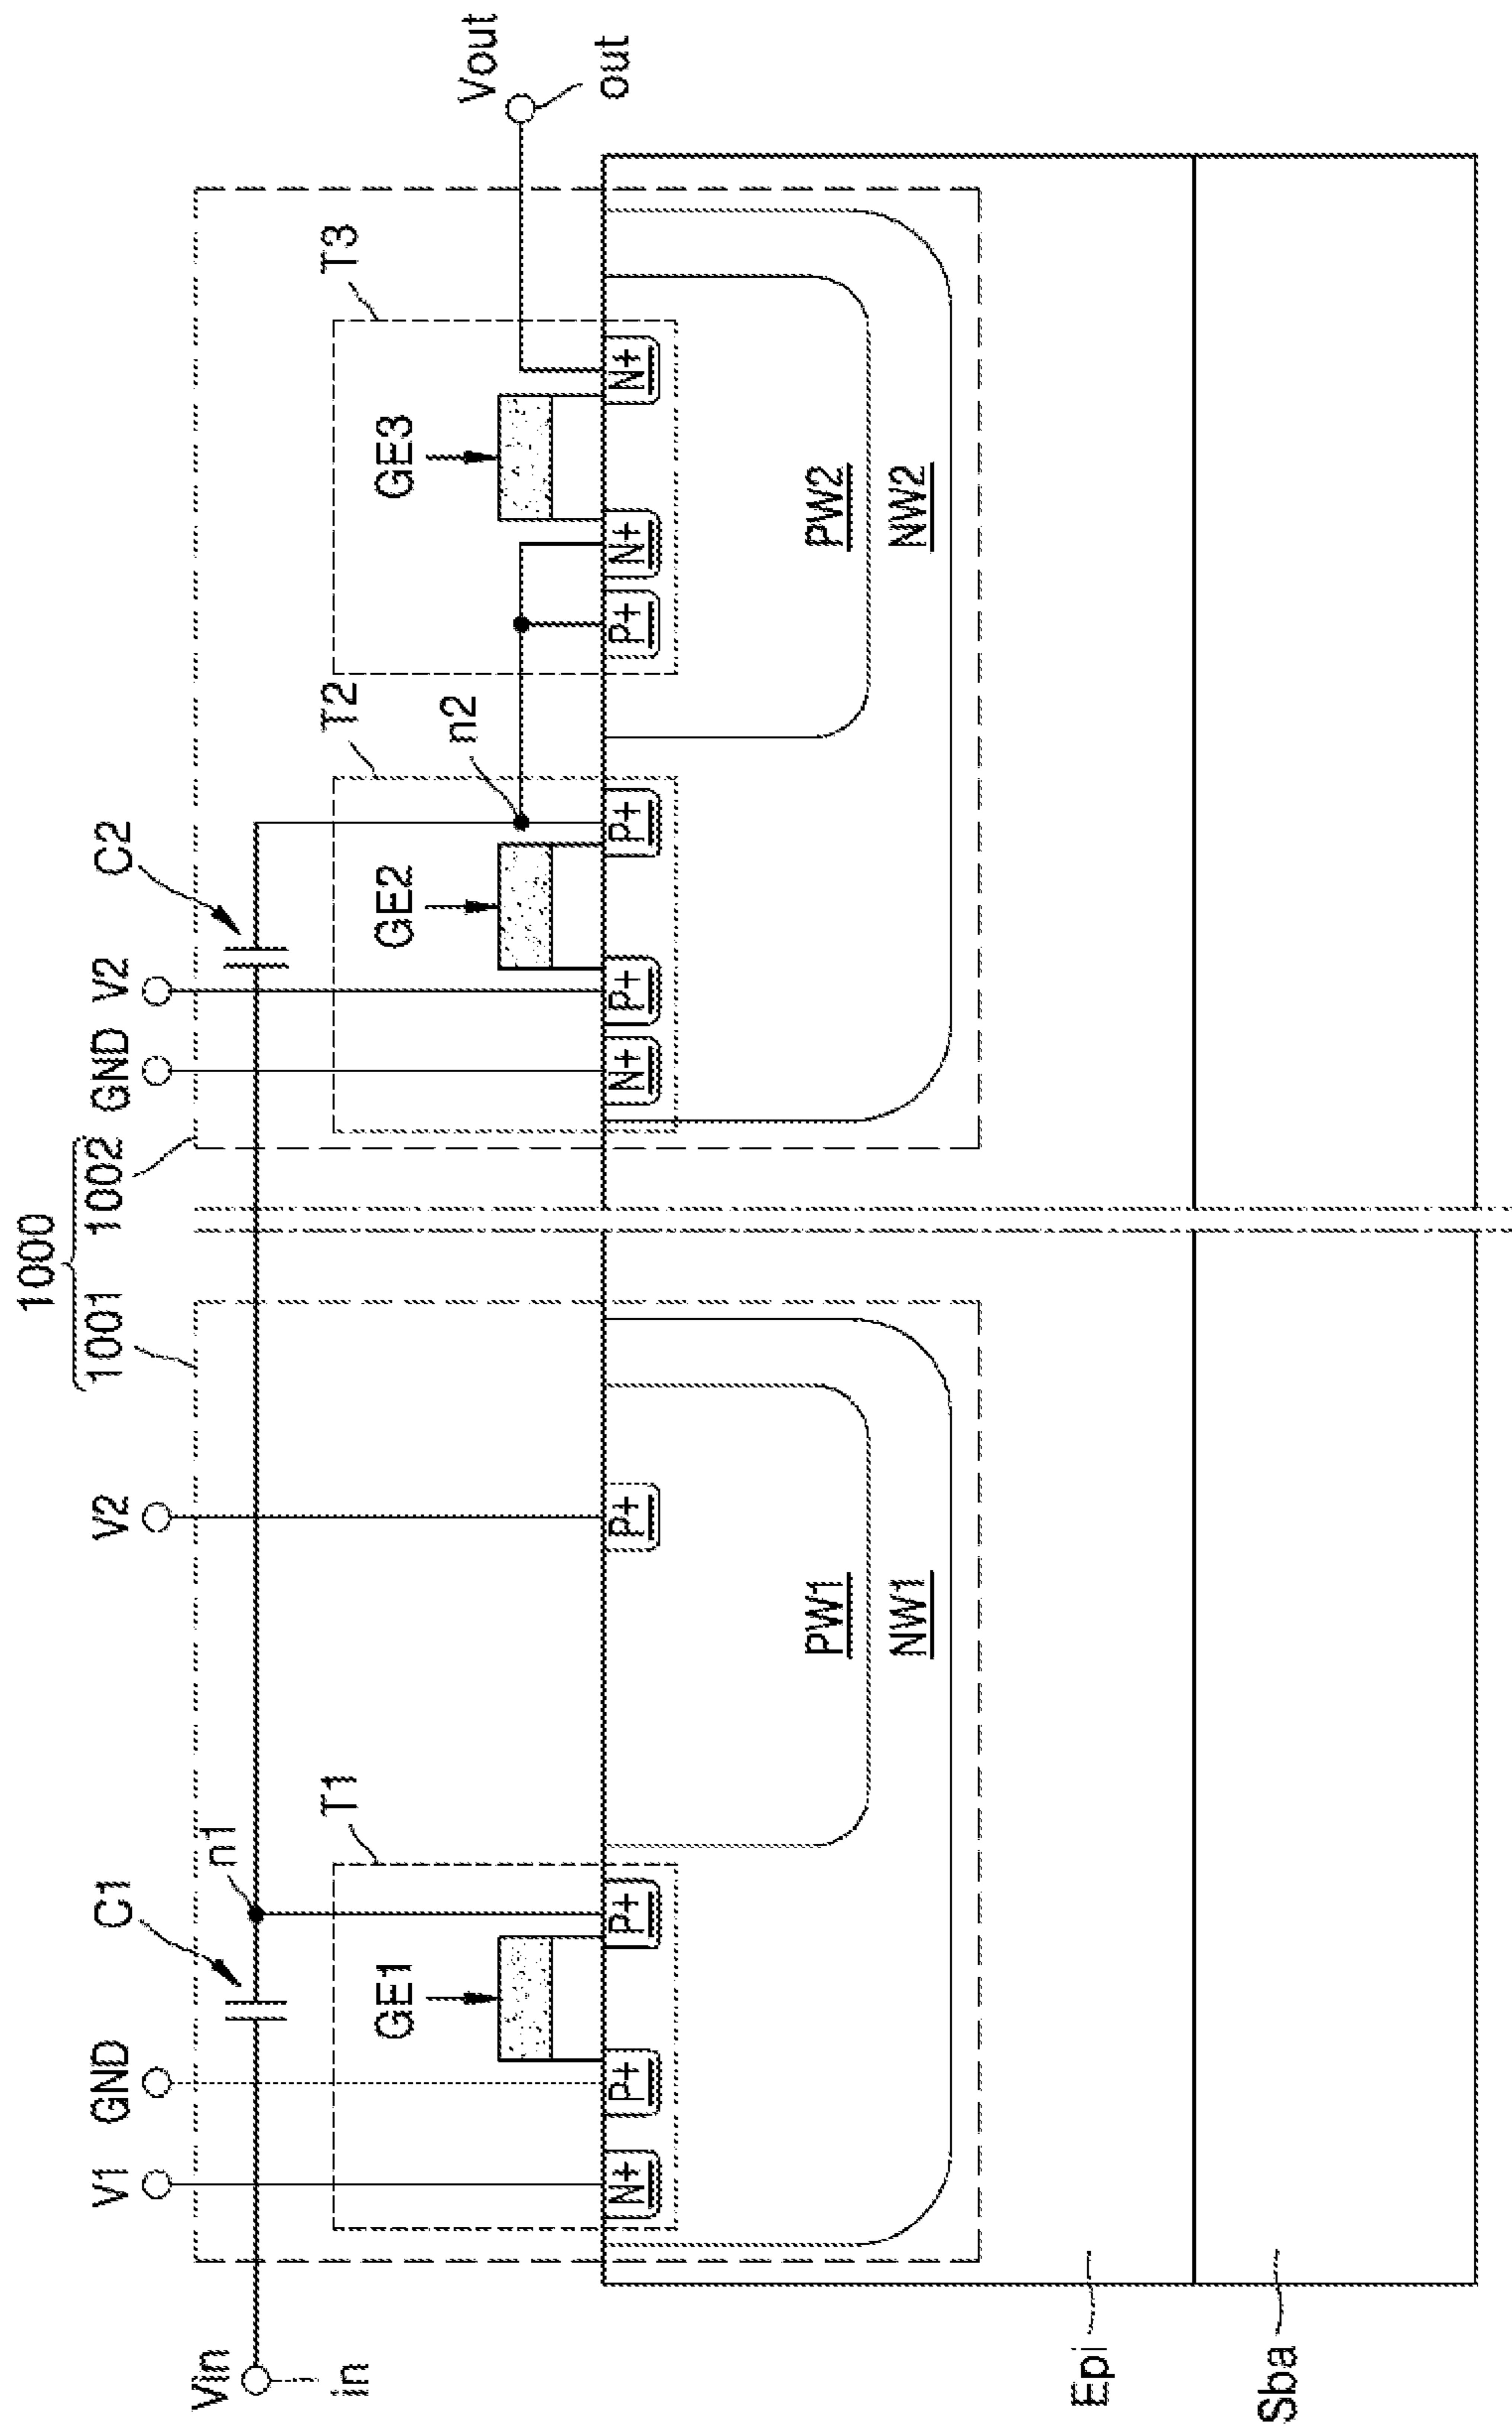 1000
1001 1002
V1
GND
C1
n1
V2
GND
V2
C2
Vin
in
T1
T2
n2
T3
Vout
out
GE1
GE2
GE3
N+
P+
P+
P+
N+
P+
P+
P+
N+
N+
PW1
NW1
PW2
NW2
Epi
Sba